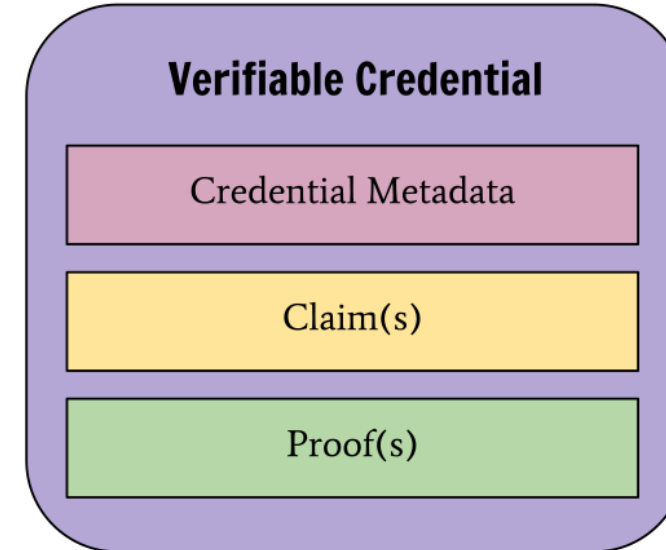 Verifiable Credential
Credential Metadata
Claim(s)
Proof(s)